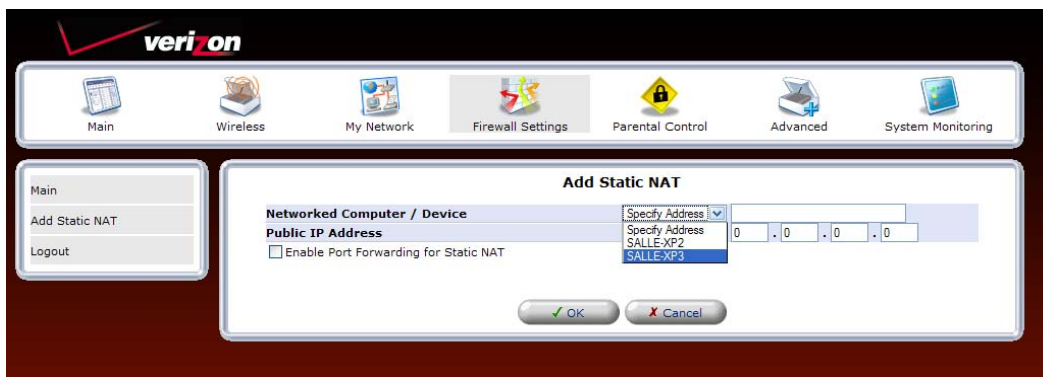 verizon
Main Wireless My Network Firewall Settings Parental Control Advanced System Monitoring
Main
Add Static NAT
Logout
Add Static NAT
Networked Computer / Device Specify Address
Specify Address
SALLE-XP2
SALLE-XP3
Public IP Address 0 . 0 . 0 . 0
Enable Port Forwarding for Static NAT
✓ OK ✗ Cancel